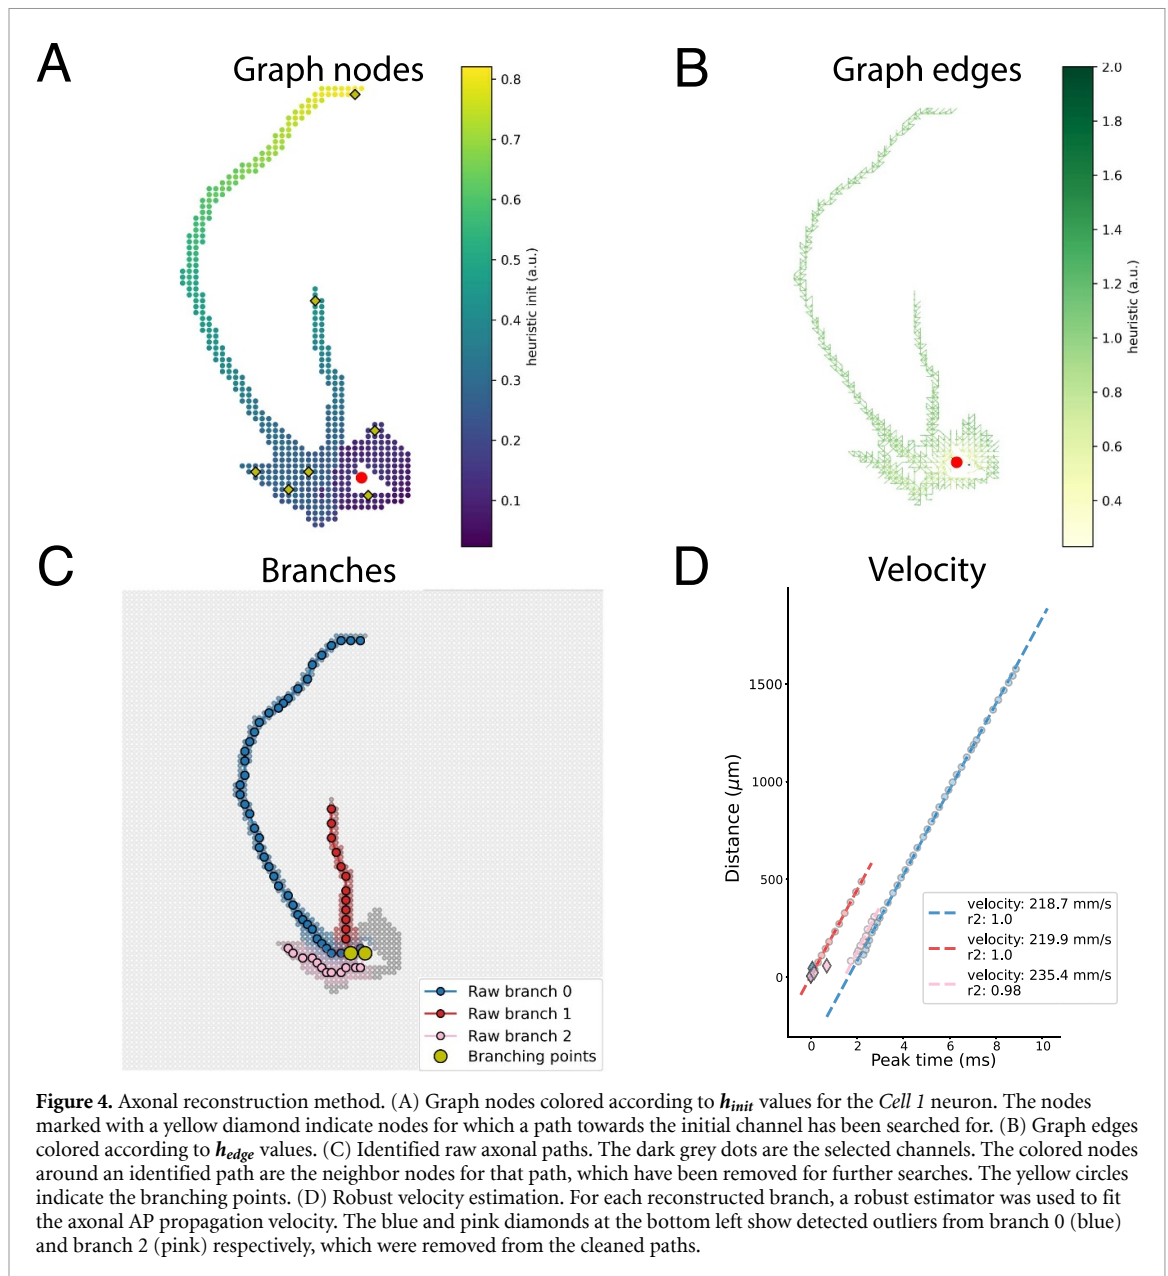 A
Graph nodes
0.8
0.7
0.6
0.5
0.4
0.3
0.2
0.1
heuristic init (a.u.)
B
Graph edges
2.0
1.8
1.6
1.4
1.2
1.0
0.8
0.6
0.4
heuristic (a.u.)
C
Branches
Raw branch 0
Raw branch 1
Raw branch 2
Branching points
D
Velocity
Distance (μm)
1500
1000
500
0
velocity: 218.7 mm/s
r2: 1.0
velocity: 219.9 mm/s
r2: 1.0
velocity: 235.4 mm/s
r2: 0.98
0 2 4 6 8 10
Peak time (ms)
Figure 4. Axonal reconstruction method. (A) Graph nodes colored according to h_init values for the Cell 1 neuron. The nodes
marked with a yellow diamond indicate nodes for which a path towards the initial channel has been searched for. (B) Graph edges
colored according to h_edge values. (C) Identified raw axonal paths. The dark grey dots are the selected channels. The colored nodes
around an identified path are the neighbor nodes for that path, which have been removed for further searches. The yellow circles
indicate the branching points. (D) Robust velocity estimation. For each reconstructed branch, a robust estimator was used to fit
the axonal AP propagation velocity. The blue and pink diamonds at the bottom left show detected outliers from branch 0 (blue)
and branch 2 (pink) respectively, which were removed from the cleaned paths.